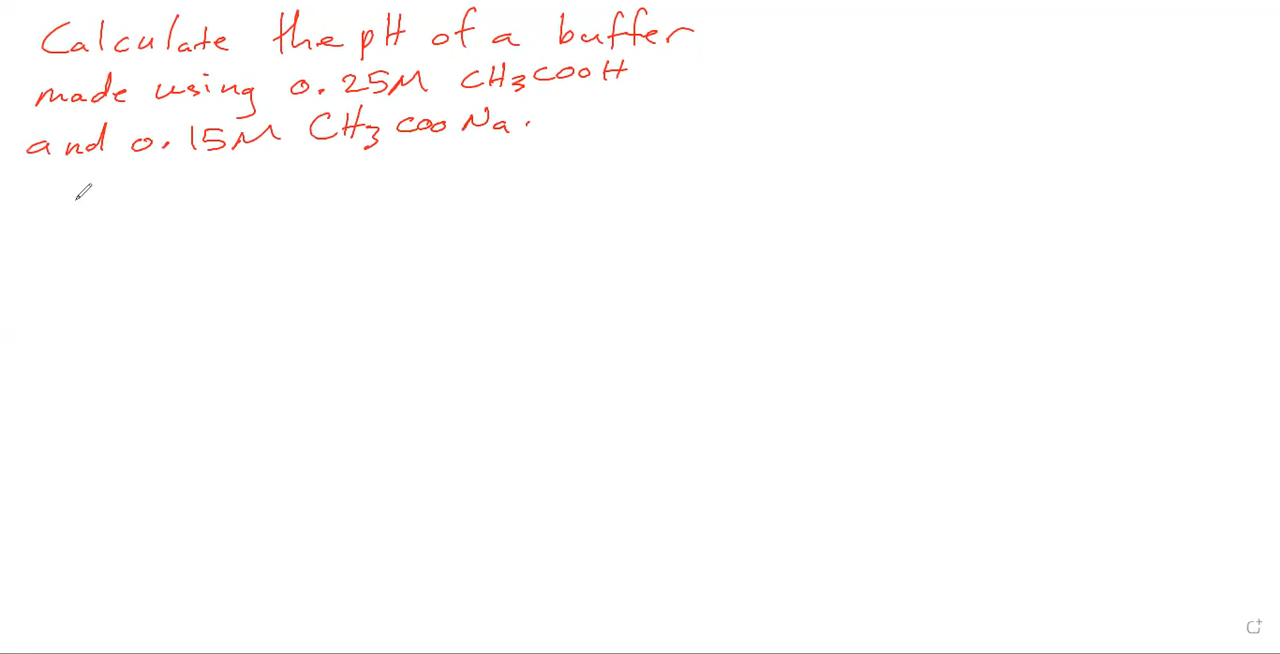 Calculate the pH of a buffer
made using 0.25M CH3COOH
and 0.15M CH3COONa.